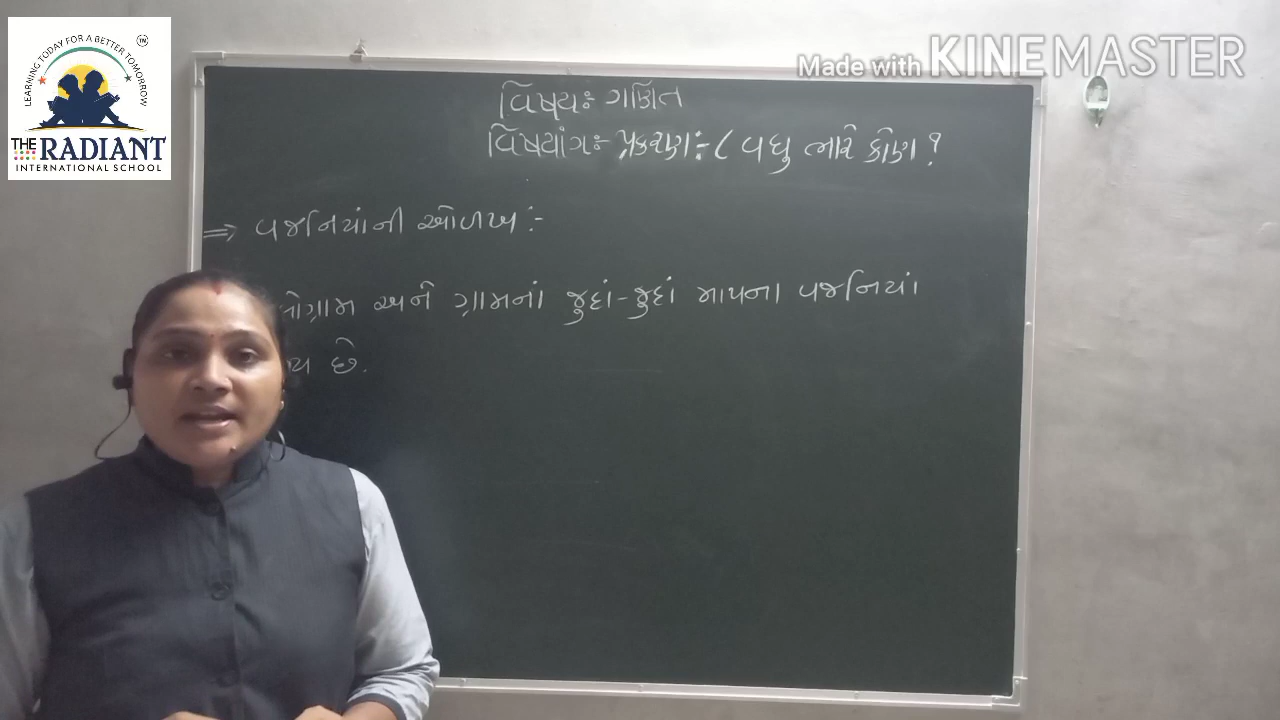 LEARNING TODAY FOR A BETTER TOMORROW
THE RADIANT
INTERNATIONAL SCHOOL
Made with KINEMASTER
વિષયઃ ગણિત
વિષયાંગઃ- પ્રકરણઃ-૮ વધુ ભારે કોણ?
⇒ વજનિયાંની ઓળખ :-
લોગ્રામ અને ગ્રામનાં જુદાં-જુદાં માપના વજનિયાં
ય છે.